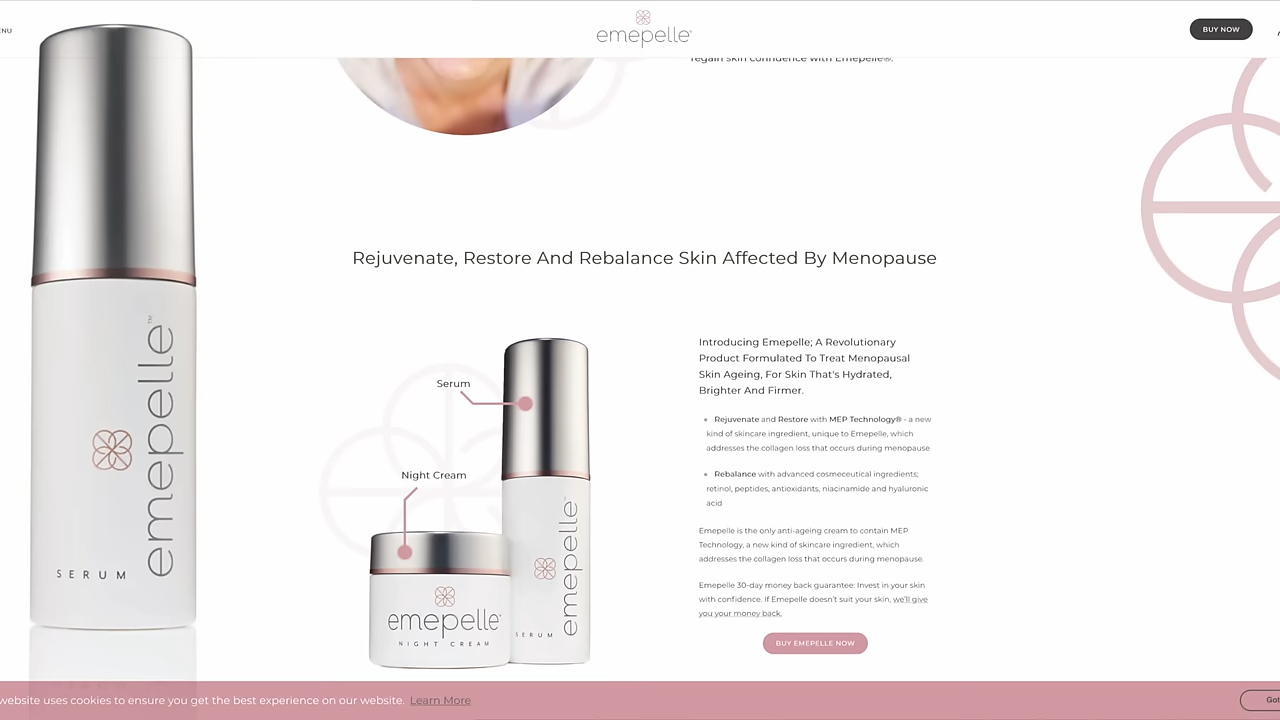 ENU
emepelle®
BUY NOW
regain skin confidence with Emepelle®.
Rejuvenate, Restore And Rebalance Skin Affected By Menopause
emepelle™
SERUM
Serum
Night Cream
emepelle
SERUM
emepelle®
NIGHT CREAM
Introducing Emepelle; A Revolutionary
Product Formulated To Treat Menopausal
Skin Ageing, For Skin That's Hydrated,
Brighter And Firmer.
Rejuvenate and Restore with MEP Technology® - a new
kind of skincare ingredient, unique to Emepelle, which
addresses the collagen loss that occurs during menopause
Rebalance with advanced cosmeceutical ingredients;
retinol, peptides, antioxidants, niacinamide and hyaluronic
acid
Emepelle is the only anti-ageing cream to contain MEP
Technology, a new kind of skincare ingredient, which
addresses the collagen loss that occurs during menopause.
Emepelle 30-day money back guarantee: Invest in your skin
with confidence. If Emepelle doesn't suit your skin, we'll give
you your money back.
BUY EMEPELLE NOW
website uses cookies to ensure you get the best experience on our website. Learn More
Got